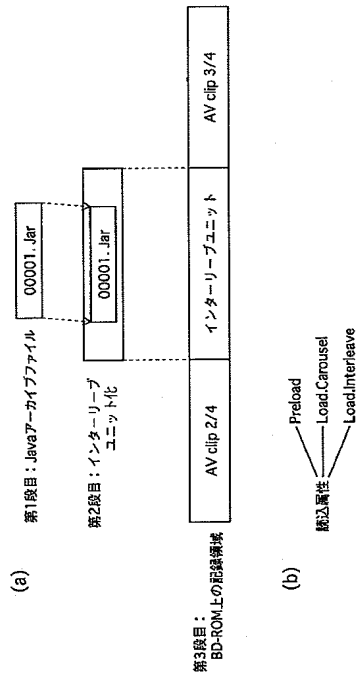 (a)
第1段目：Javaアーカイブファイル
00001. Jar
第2段目：インターリーブ
ユニット化
00001. Jar
第3段目：
BD-ROM上の記録領域
AV clip 2/4
インターリーブユニット
AV clip 3/4
(b)
読込属性
Preload
Load.Carousel
Load.Interleave